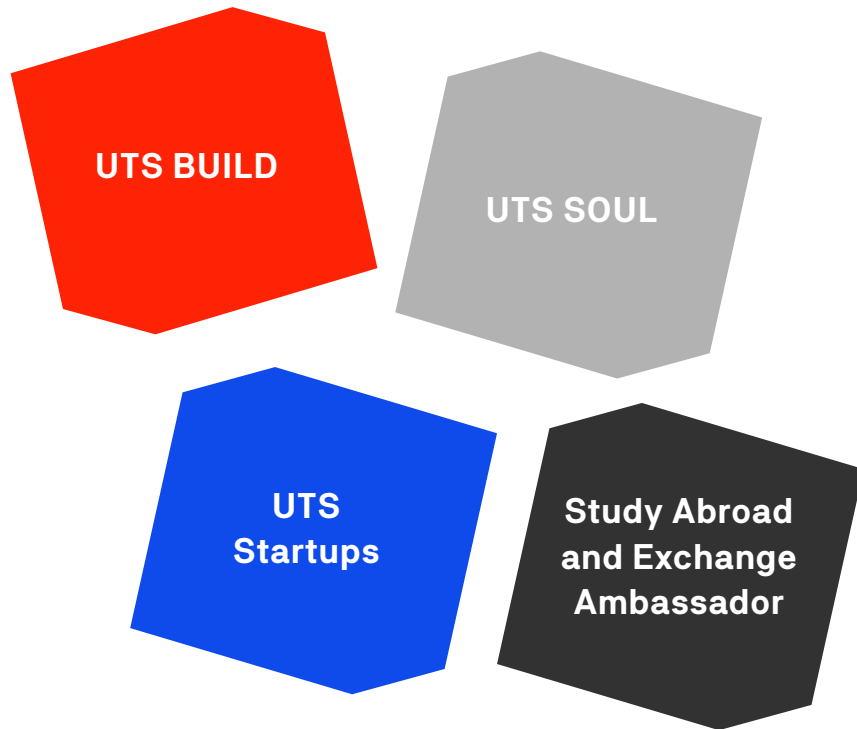 UTS BUILD
UTS SOUL
UTS
Startups
Study Abroad
and Exchange
Ambassador